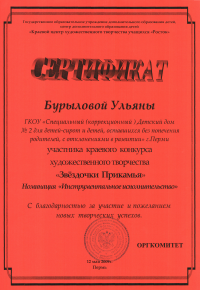 СЕРТИФИКАТ
Бурыловой Ульяны
ГКОУ «Специальный (коррекционный) Детский дом
№ 2 для детей-сирот и детей, оставшихся без попечения
родителей, с отклонениями в развитии» г.Перми
участника краевого конкурса
художественного творчества
«Звёздочки Прикамья»
Номинация «Инструментальное исполнительство»
С благодарностью за участие и пожеланием
новых творческих успехов.
ОРГКОМИТЕТ
Пермь